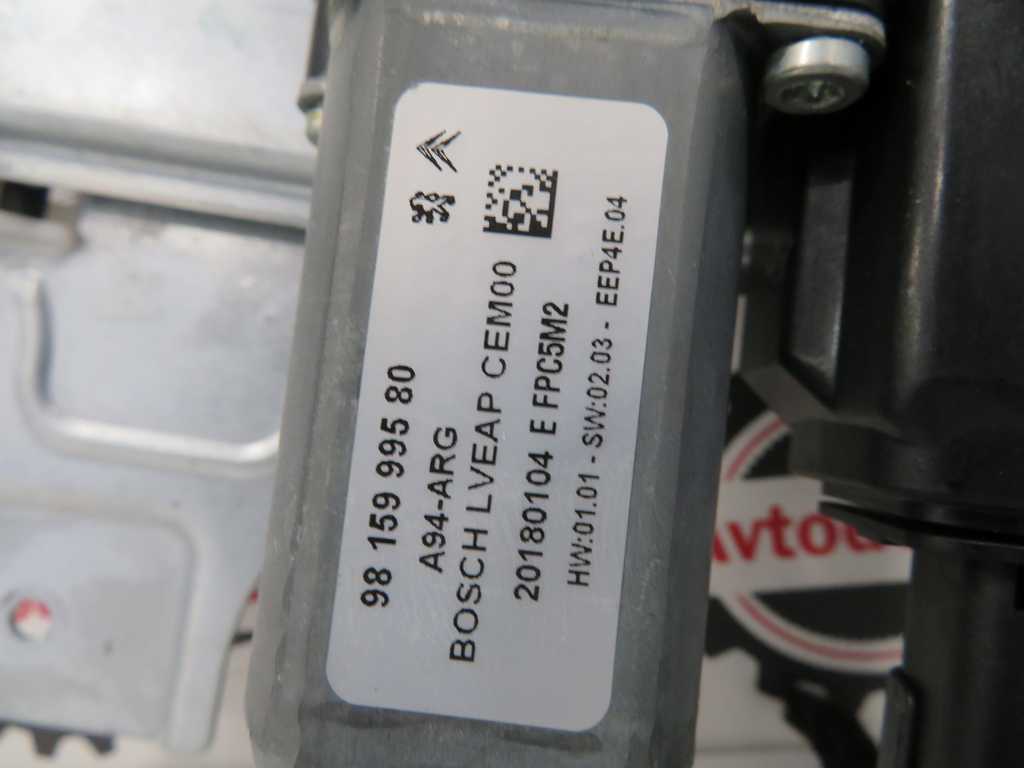 98 159 995 80
A94-ARG
BOSCH LVEAP CEM00
20180104 E FPC5M2
HW:01.01 - SW:02.03 - EEP4E.04
Avtou